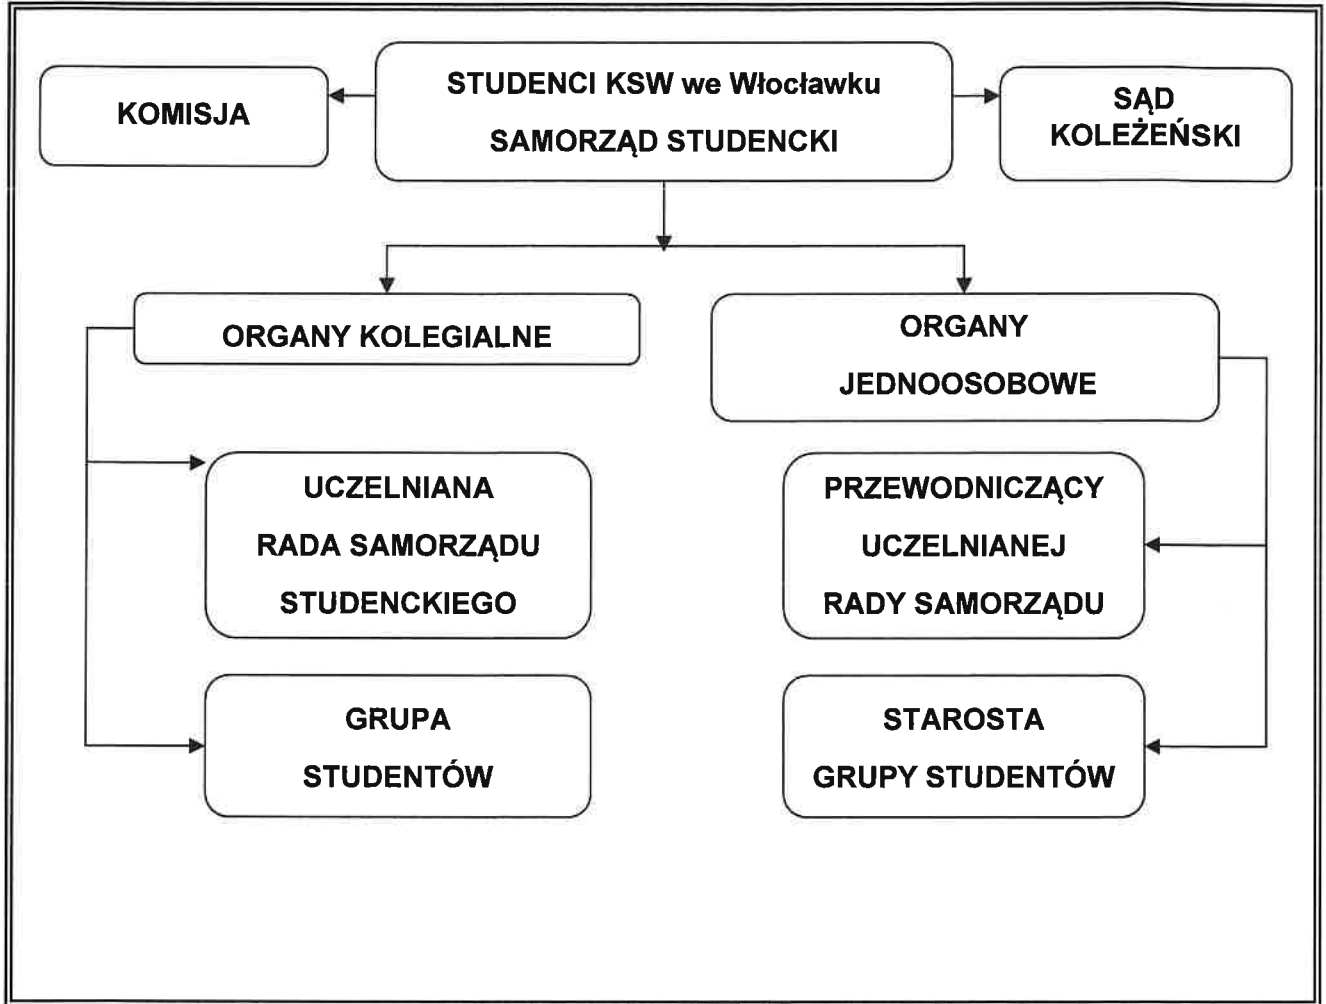 STUDENCI KSW we Włocławku
SAMORZĄD STUDENCKI
KOMISJA
SĄD
KOLEŻEŃSKI
ORGANY KOLEGIALNE
ORGANY
JEDNOOSOBOWE
UCZELNIANA
RADA SAMORZĄDU
STUDENCKIEGO
PRZEWODNICZĄCY
UCZELNIANEJ
RADY SAMORZĄDU
GRUPA
STUDENTÓW
STAROSTA
GRUPY STUDENTÓW